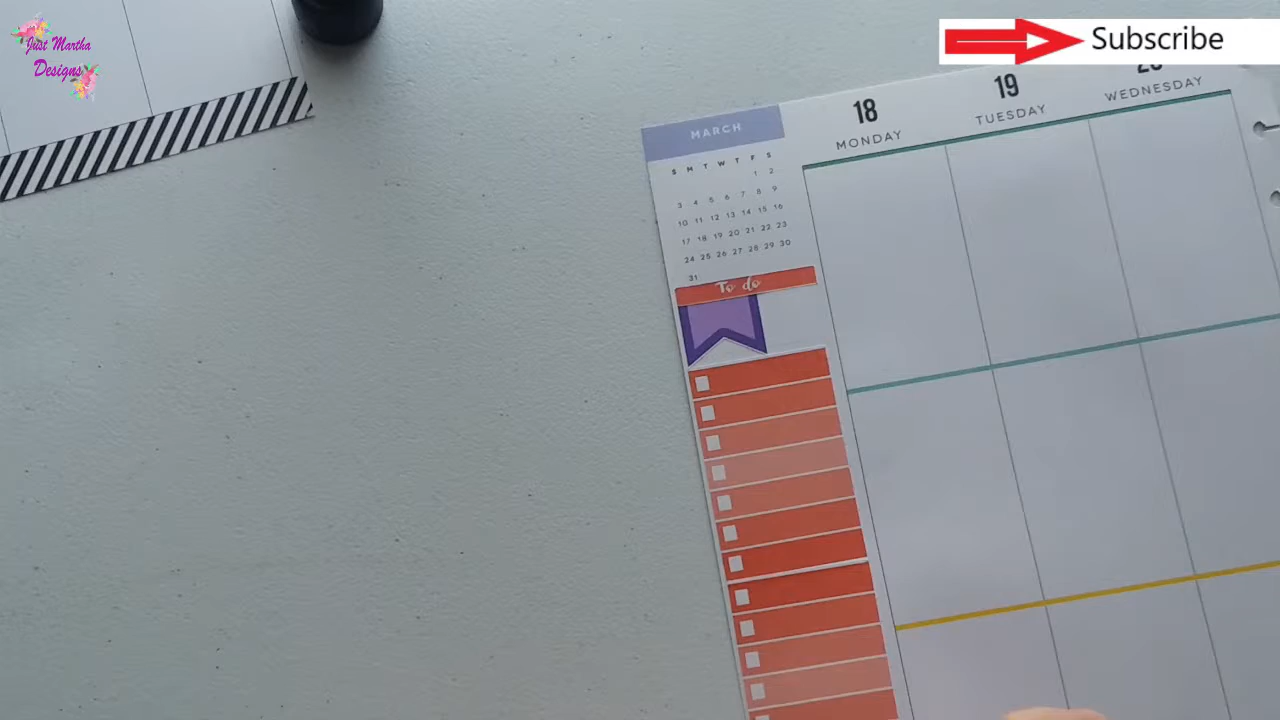 Just Martha
Designs
Subscribe
MARCH
S M T W T F S
1 2
3 4 5 6 7 8 9
10 11 12 13 14 15 16
17 18 19 20 21 22 23
24 25 26 27 28 29 30
31
To do
18
MONDAY
19
TUESDAY
20
WEDNESDAY